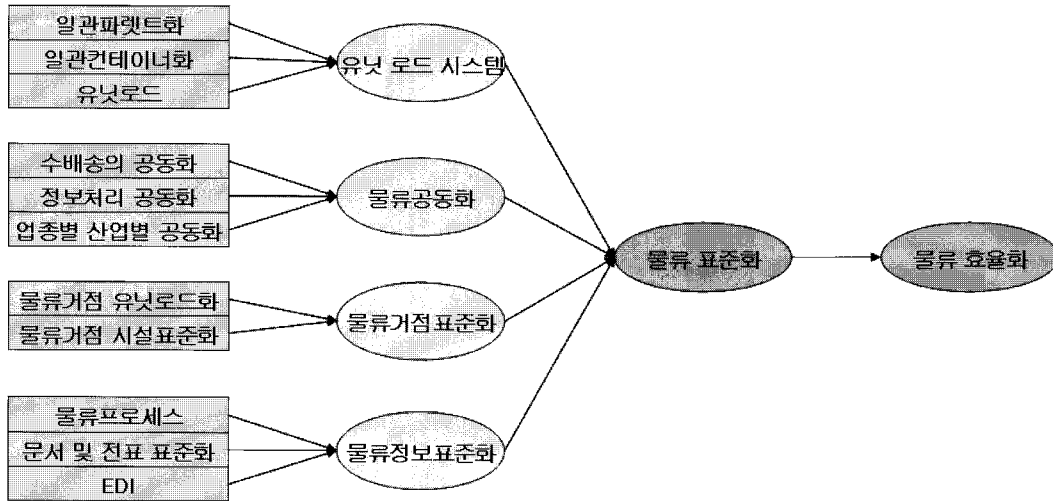 일관파렛트화
일관컨테이너화
유닛로드
유닛 로드 시스템
수배송의 공동화
정보처리 공동화
업종별 산업별 공동화
물류공동화
물류거점 유닛로드화
물류거점 시설표준화
물류거점표준화
물류프로세스
문서 및 전표 표준화
EDI
물류정보표준화
물류 표준화
물류 효율화